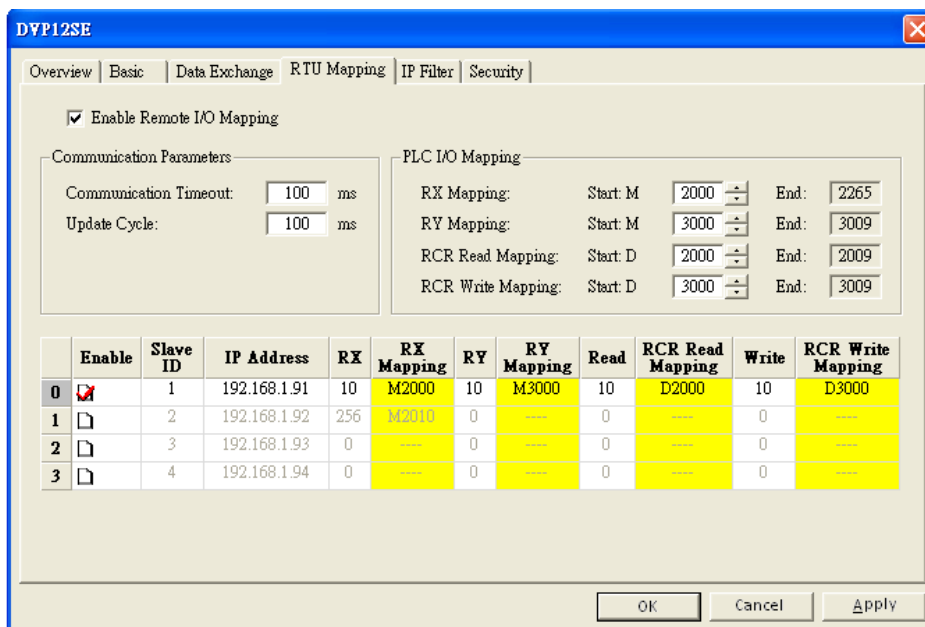 DVP12SE
Overview Basic Data Exchange RTU Mapping IP Filter Security
Enable Remote I/O Mapping
Communication Parameters
Communication Timeout: 100 ms
Update Cycle: 100 ms
PLC I/O Mapping
RX Mapping: Start: M 2000 End: 2265
RY Mapping: Start: M 3000 End: 3009
RCR Read Mapping: Start: D 2000 End: 2009
RCR Write Mapping: Start: D 3000 End: 3009
Enable Slave ID IP Address RX RX Mapping RY RY Mapping Read RCR Read Mapping Write RCR Write Mapping
0 1 192.168.1.91 10 M2000 10 M3000 10 D2000 10 D3000
1 2 192.168.1.92 256 M2010 0 ---- 0 ---- 0 ----
2 3 192.168.1.93 0 ---- 0 ---- 0 ---- 0 ----
3 4 192.168.1.94 0 ---- 0 ---- 0 ---- 0 ----
OK Cancel Apply